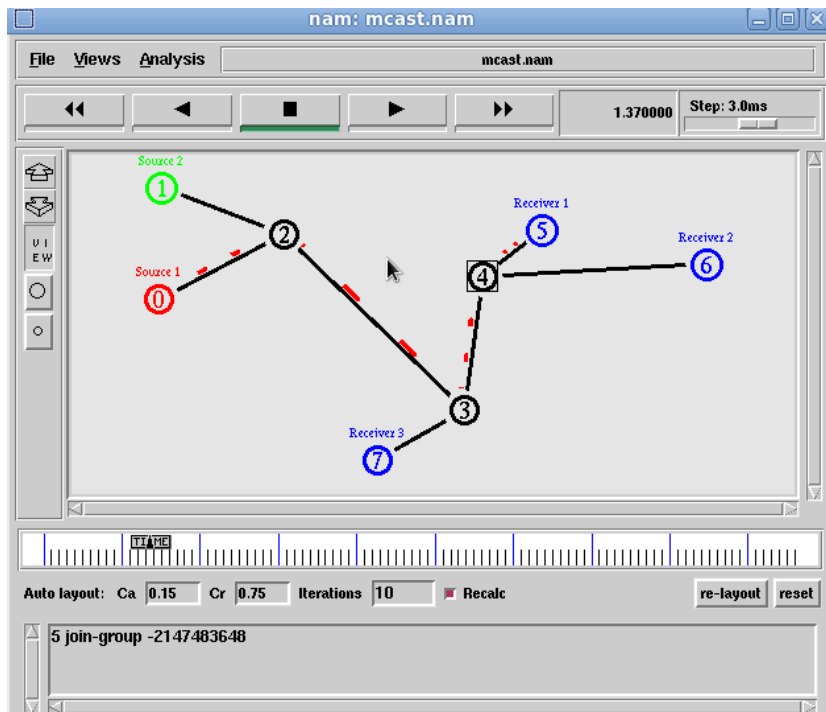 nam: mcast.nam
File Views Analysis mcast.nam
1.370000 Step: 3.0ms
Source 2
1
VI
EW
2
Source 1
0
Receiver 1
5
Receiver 2
6
4
3
Receiver 3
7
TIME
Auto layout: Ca 0.15 Cr 0.75 Iterations 10 Recalc re-layout reset
5 join-group -2147483648